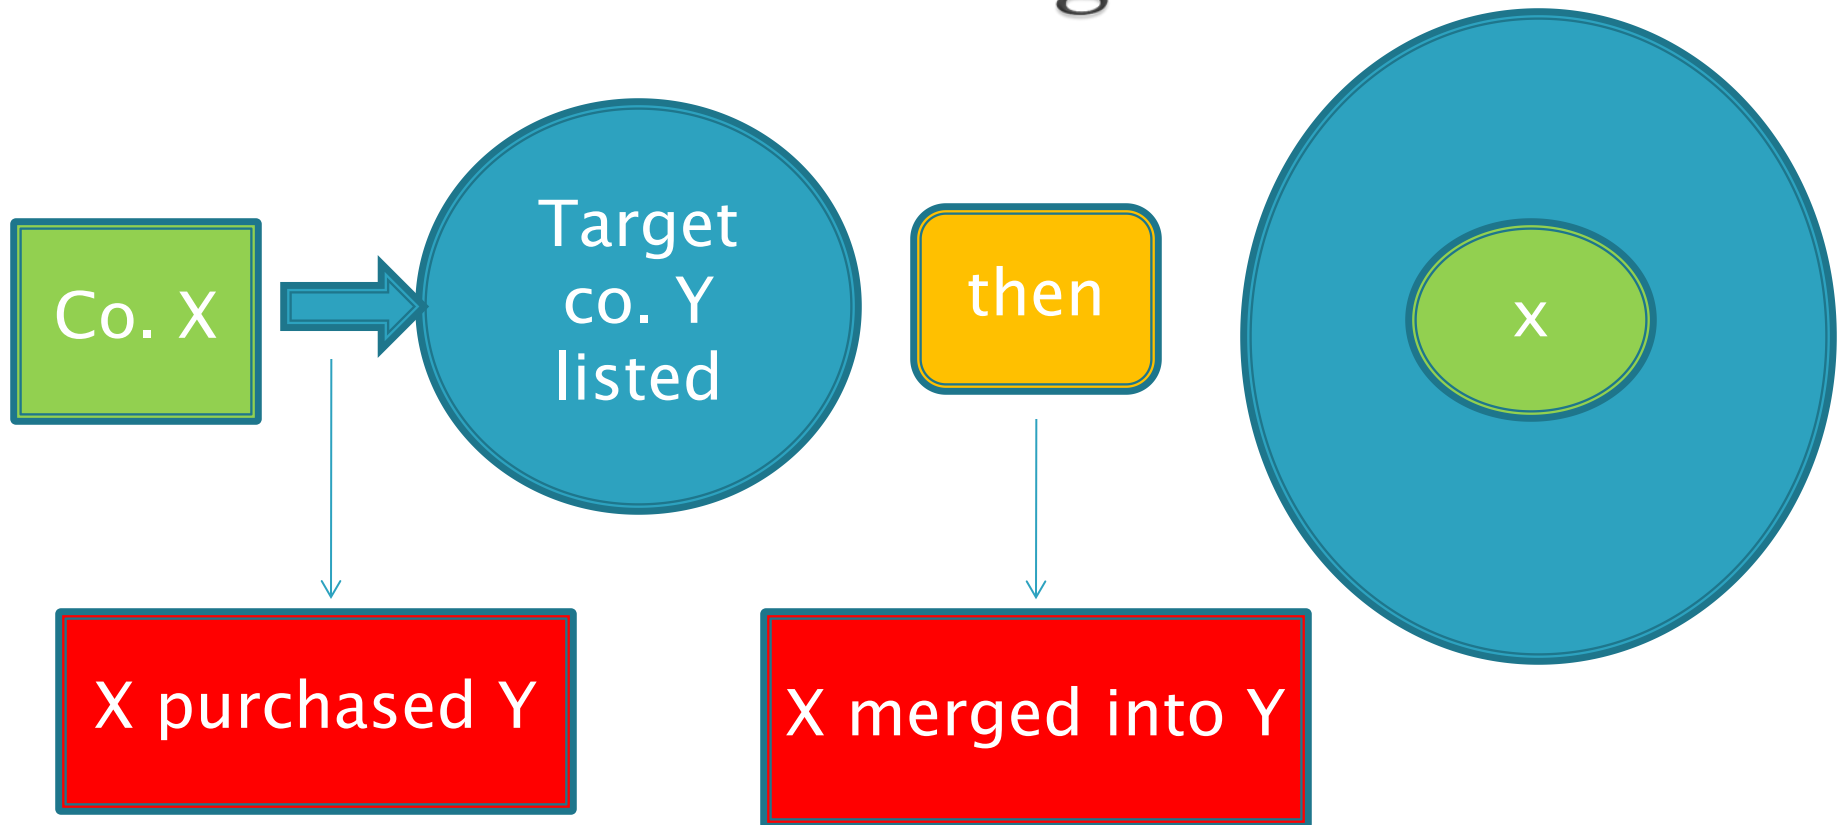 Co. X
Target
co. Y
listed
then
x
X purchased Y
X merged into Y